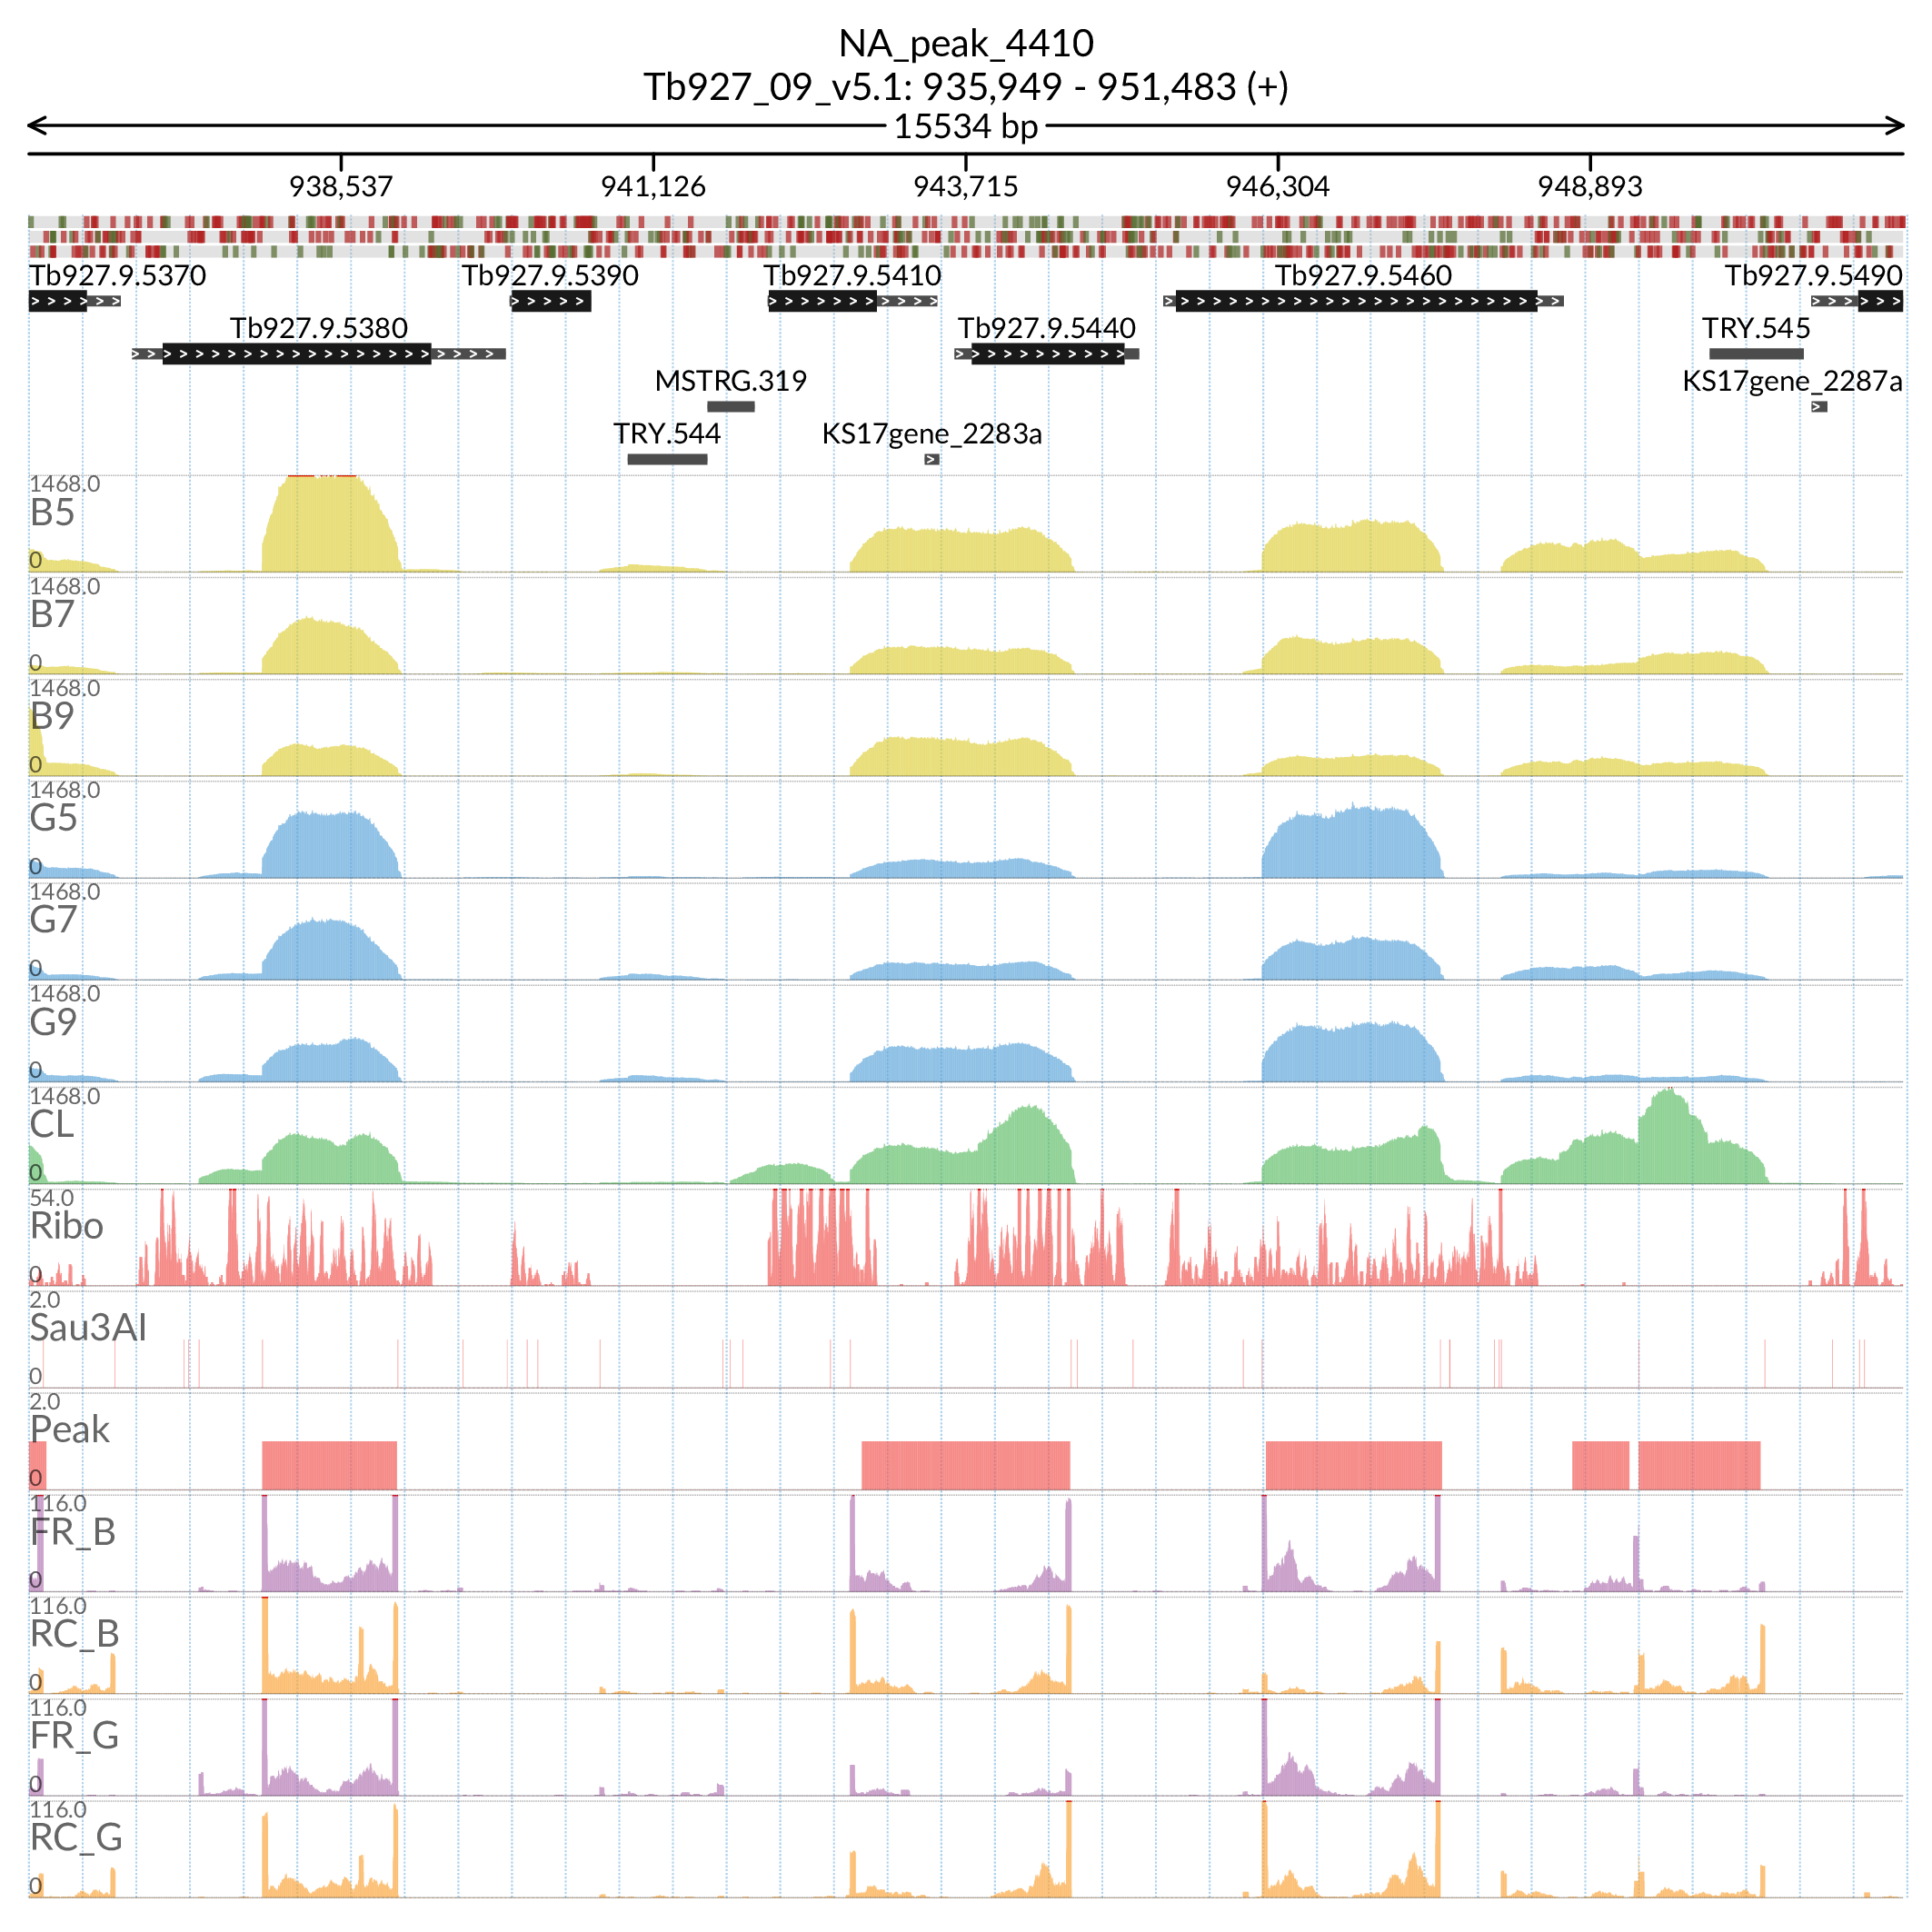 NA_peak_4410
Tb927_09_v5.1: 935,949 - 951,483 (+)
15534 bp
938,537 941,126 943,715 946,304 948,893
Tb927.9.5370 Tb927.9.5390 Tb927.9.5410 Tb927.9.5460 Tb927.9.5490
Tb927.9.5380 Tb927.9.5440 TRY.545
MSTRG.319 KS17gene_2287a
TRY.544 KS17gene_2283a
1468.0
B5
0
1468.0
B7
0
1468.0
B9
0
1468.0
G5
0
1468.0
G7
0
1468.0
G9
0
1468.0
CL
0
54.0
Ribo
0
2.0
Sau3AI
0
2.0
Peak
0
116.0
FR_B
0
116.0
RC_B
0
116.0
FR_G
0
116.0
RC_G
0